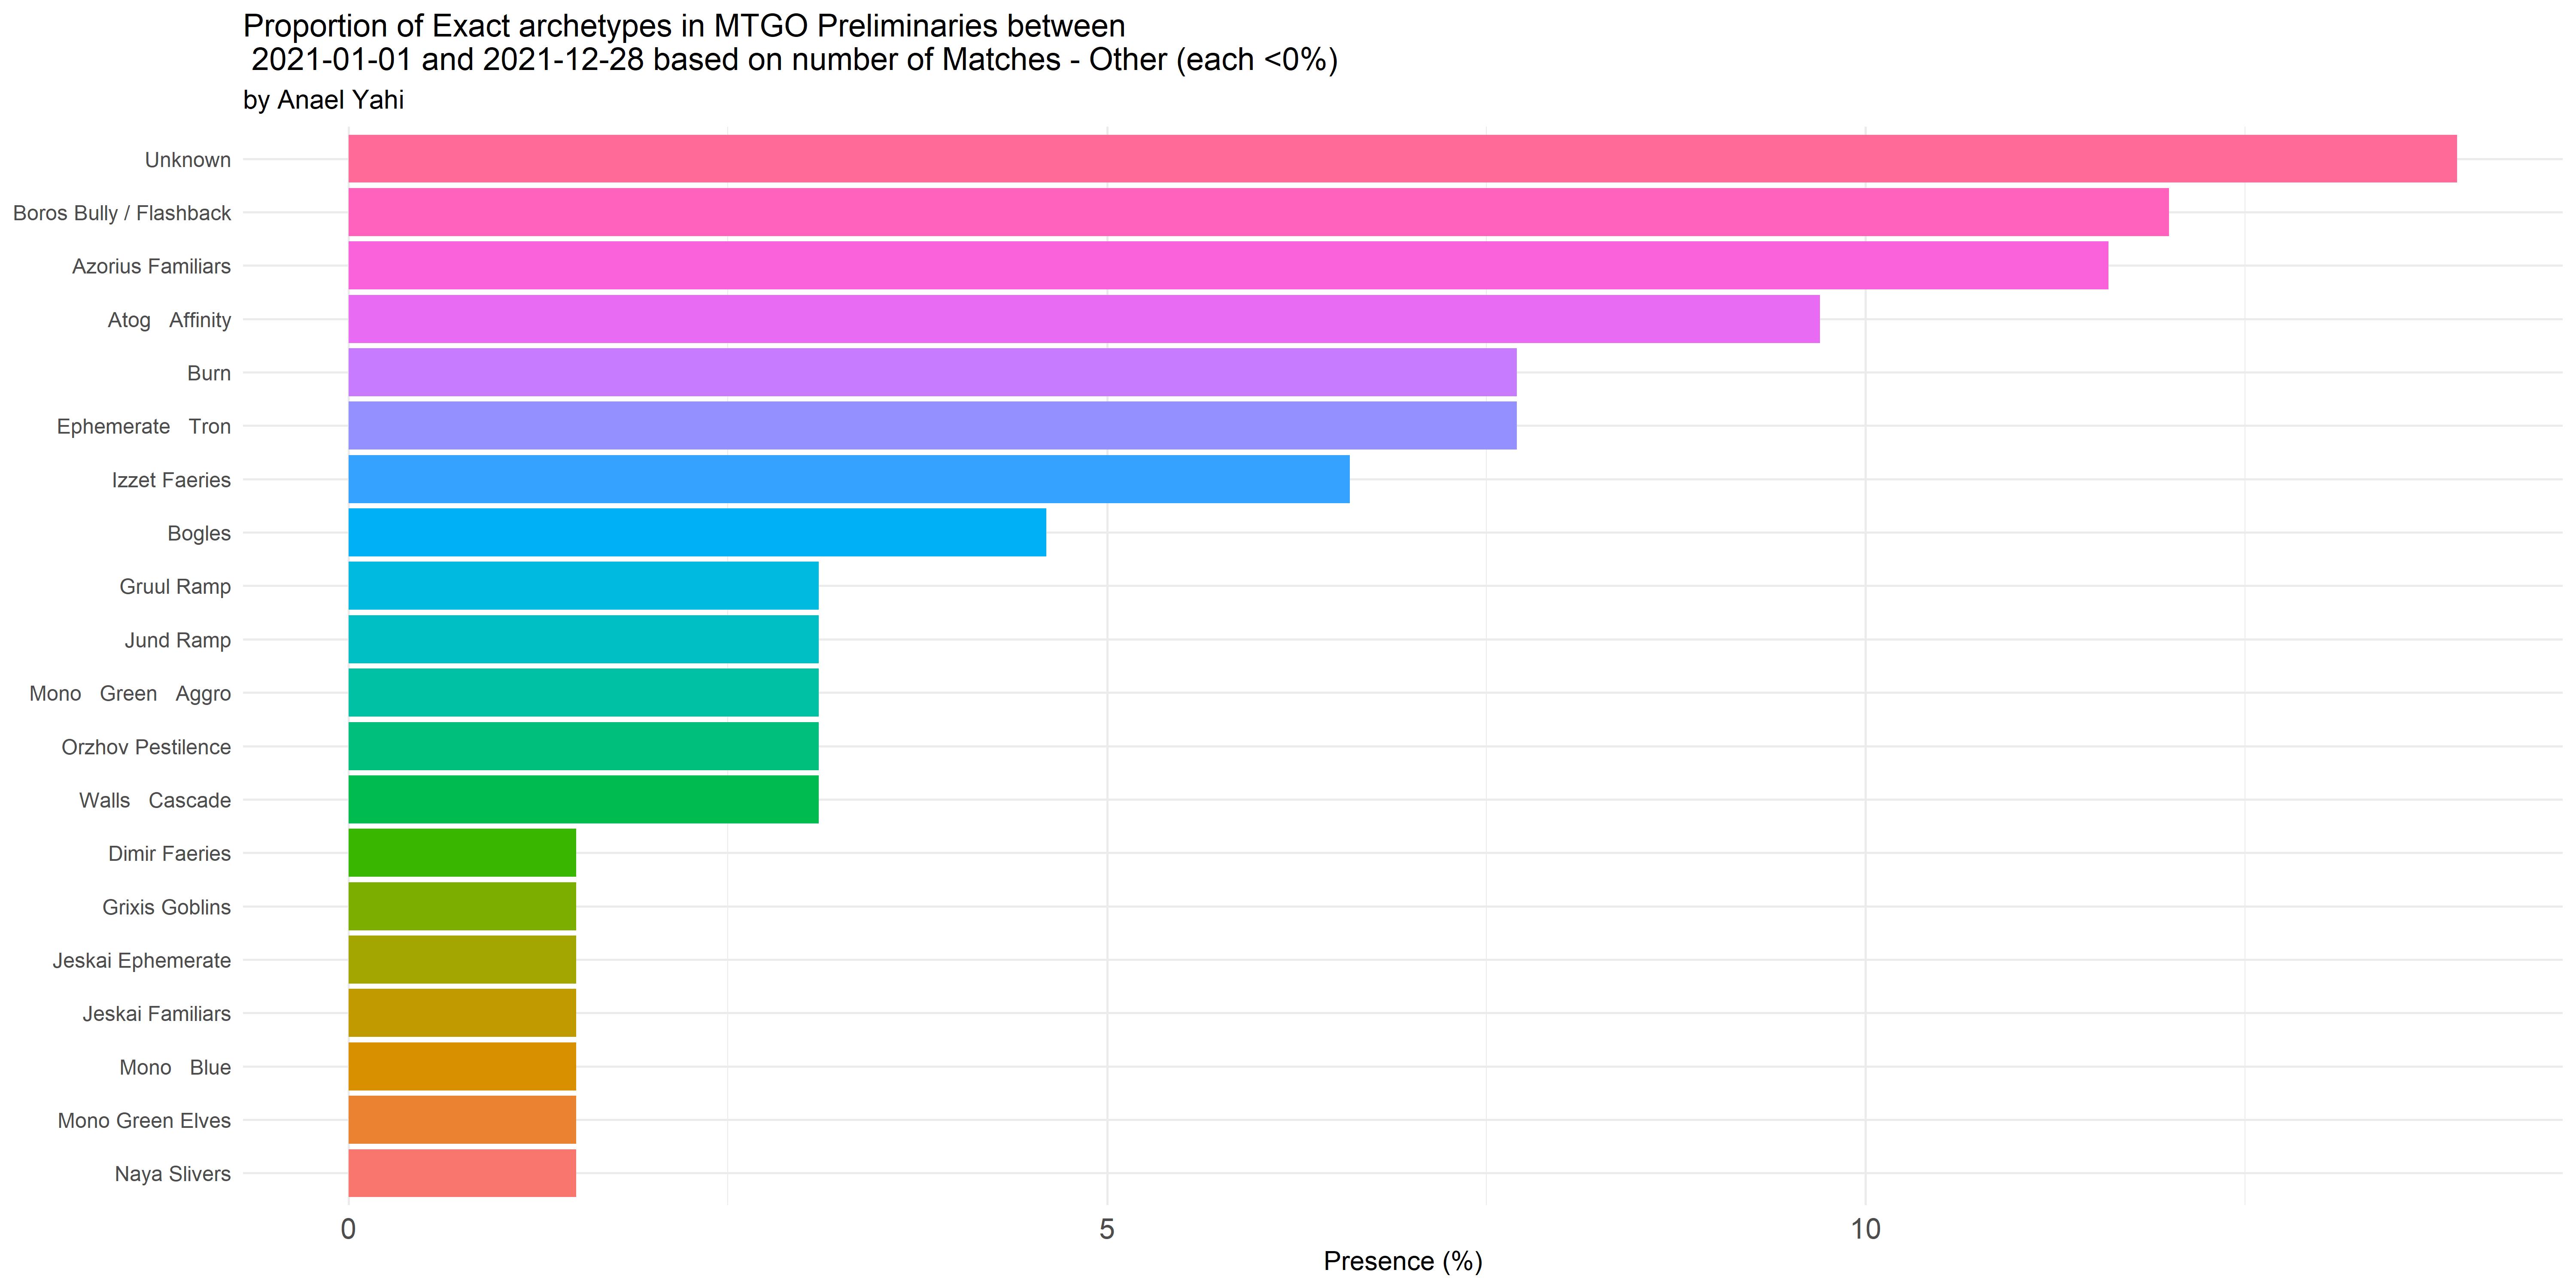 Proportion of Exact archetypes in MTGO Preliminaries between
2021-01-01 and 2021-12-28 based on number of Matches - Other (each <0%)
by Anael Yahi
Unknown
Boros Bully / Flashback
Azorius Familiars
Atog Affinity
Burn
Ephemerate Tron
Izzet Faeries
Bogles
Gruul Ramp
Jund Ramp
Mono Green Aggro
Orzhov Pestilence
Walls Cascade
Dimir Faeries
Grixis Goblins
Jeskai Ephemerate
Jeskai Familiars
Mono Blue
Mono Green Elves
Naya Slivers
0 5 10
Presence (%)